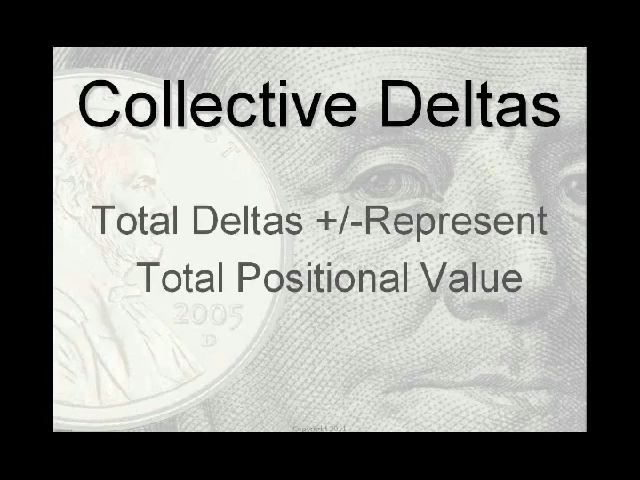 Collective Deltas
Total Deltas +/-Represent
Total Positional Value
2005
D